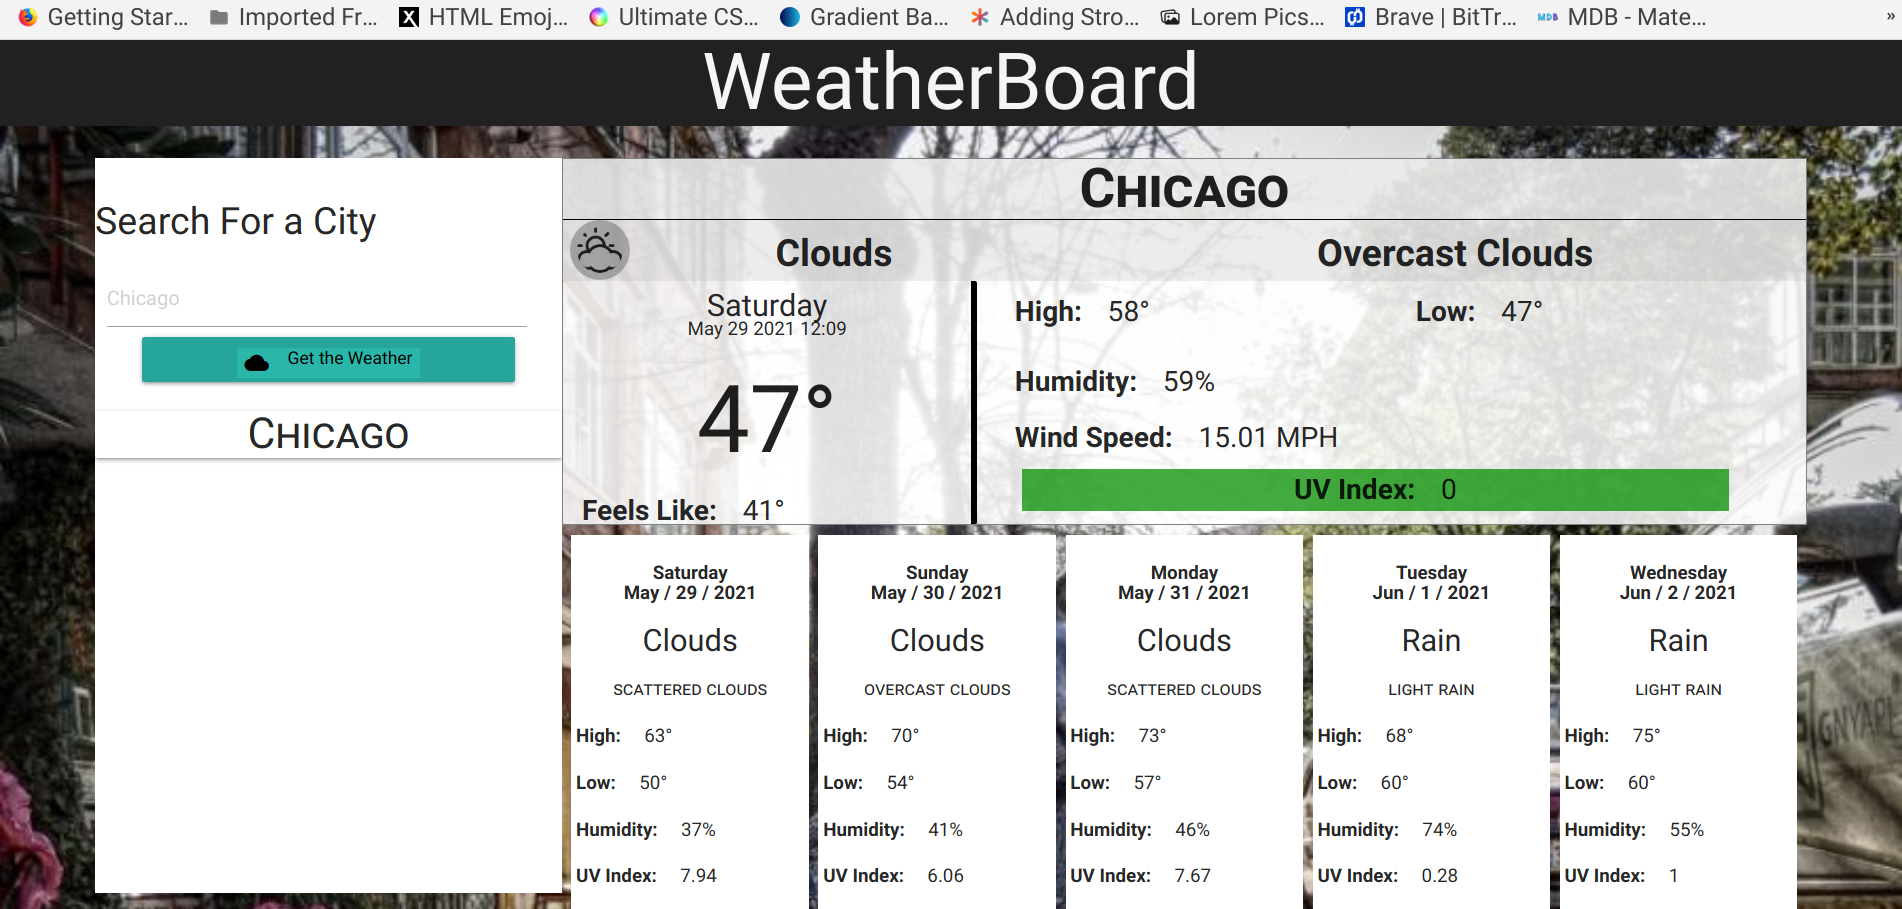 Getting Star... Imported Fr... HTML Emoj... Ultimate CS... Gradient Ba... Adding Stro... Lorem Pics... Brave | BitTr... MDB - Mate... »
WeatherBoard
Search For a City
Chicago
Get the Weather
CHICAGO
CHICAGO
Clouds Overcast Clouds
Saturday
May 29 2021 12:09
47°
Feels Like: 41°
High: 58° Low: 47°
Humidity: 59%
Wind Speed: 15.01 MPH
UV Index: 0
Saturday
May / 29 / 2021
Clouds
SCATTERED CLOUDS
High: 63°
Low: 50°
Humidity: 37%
UV Index: 7.94
Sunday
May / 30 / 2021
Clouds
OVERCAST CLOUDS
High: 70°
Low: 54°
Humidity: 41%
UV Index: 6.06
Monday
May / 31 / 2021
Clouds
SCATTERED CLOUDS
High: 73°
Low: 57°
Humidity: 46%
UV Index: 7.67
Tuesday
Jun / 1 / 2021
Rain
LIGHT RAIN
High: 68°
Low: 60°
Humidity: 74%
UV Index: 0.28
Wednesday
Jun / 2 / 2021
Rain
LIGHT RAIN
High: 75°
Low: 60°
Humidity: 55%
UV Index: 1